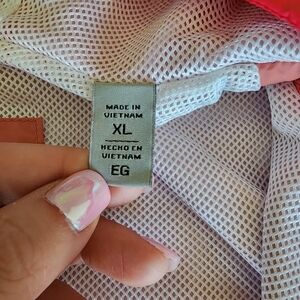 MADE IN
VIETNAM
XL
HECHO EN
VIETNAM
EG